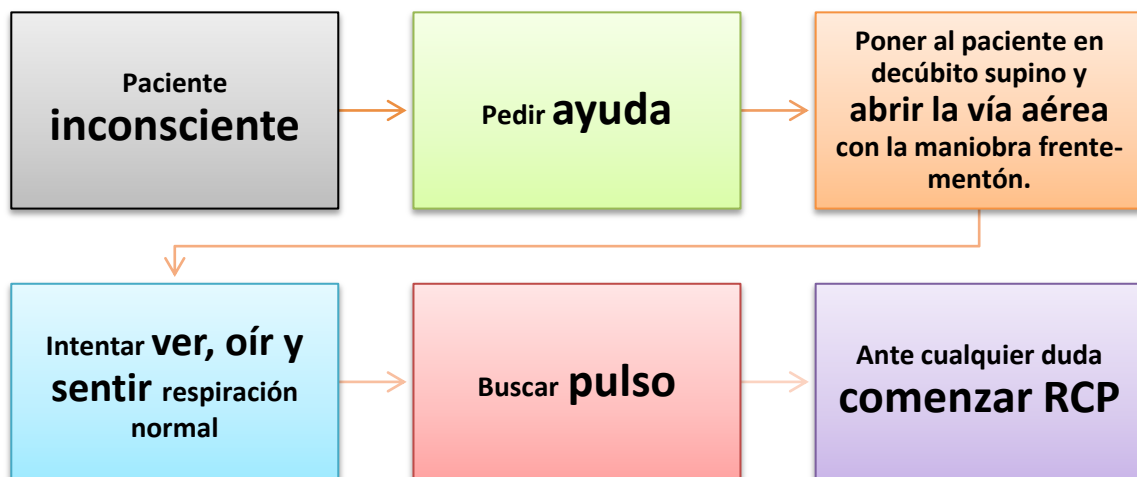 Paciente
inconsciente
Pedir ayuda
Poner al paciente en
decúbito supino y
abrir la vía aérea
con la maniobra frente-
mentón.
Intentar ver, oír y
sentir respiración
normal
Buscar pulso
Ante cualquier duda
comenzar RCP